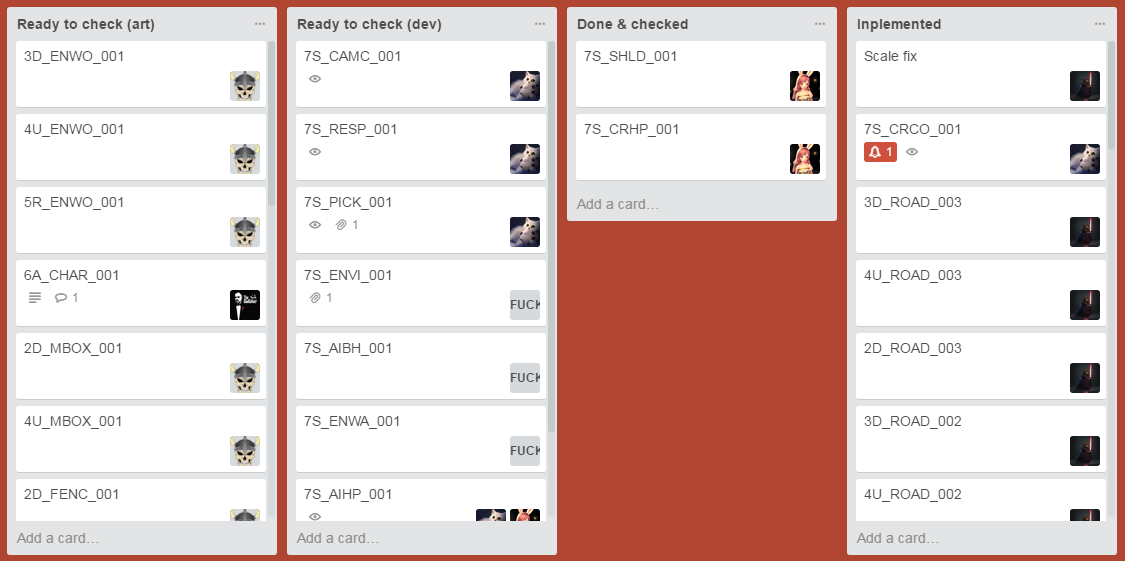 Ready to check (art)
3D_ENWO_001
4U_ENWO_001
5R_ENWO_001
6A_CHAR_001
1
2D_MBOX_001
4U_MBOX_001
2D_FENC_001
Add a card…
Ready to check (dev)
7S_CAMC_001
7S_RESP_001
7S_PICK_001
1
7S_ENVI_001
1
FUCK
7S_AIBH_001
FUCK
7S_ENWA_001
FUCK
7S_AIHP_001
Add a card…
Done & checked
7S_SHLD_001
7S_CRHP_001
Add a card…
Inplemented
Scale fix
7S_CRCO_001
1
3D_ROAD_003
4U_ROAD_003
2D_ROAD_003
3D_ROAD_002
4U_ROAD_002
Add a card…